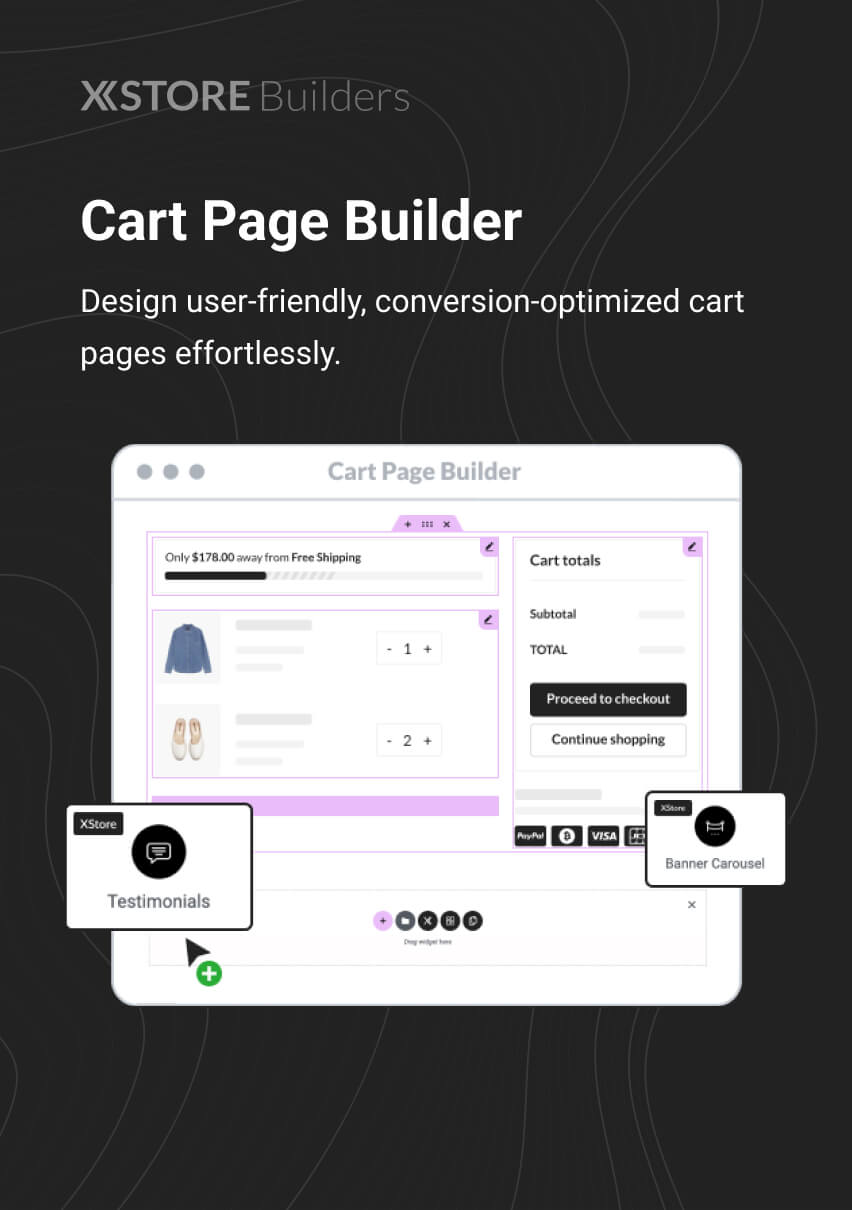 XSTORE Builders
Cart Page Builder
Design user-friendly, conversion-optimized cart
pages effortlessly.
Cart Page Builder
Only $178.00 away from Free Shipping
- 1 +
- 2 +
Cart totals
Subtotal
TOTAL
Proceed to checkout
Continue shopping
PayPal VISA
XStore
Testimonials
XStore
Banner Carousel
Drag widget here